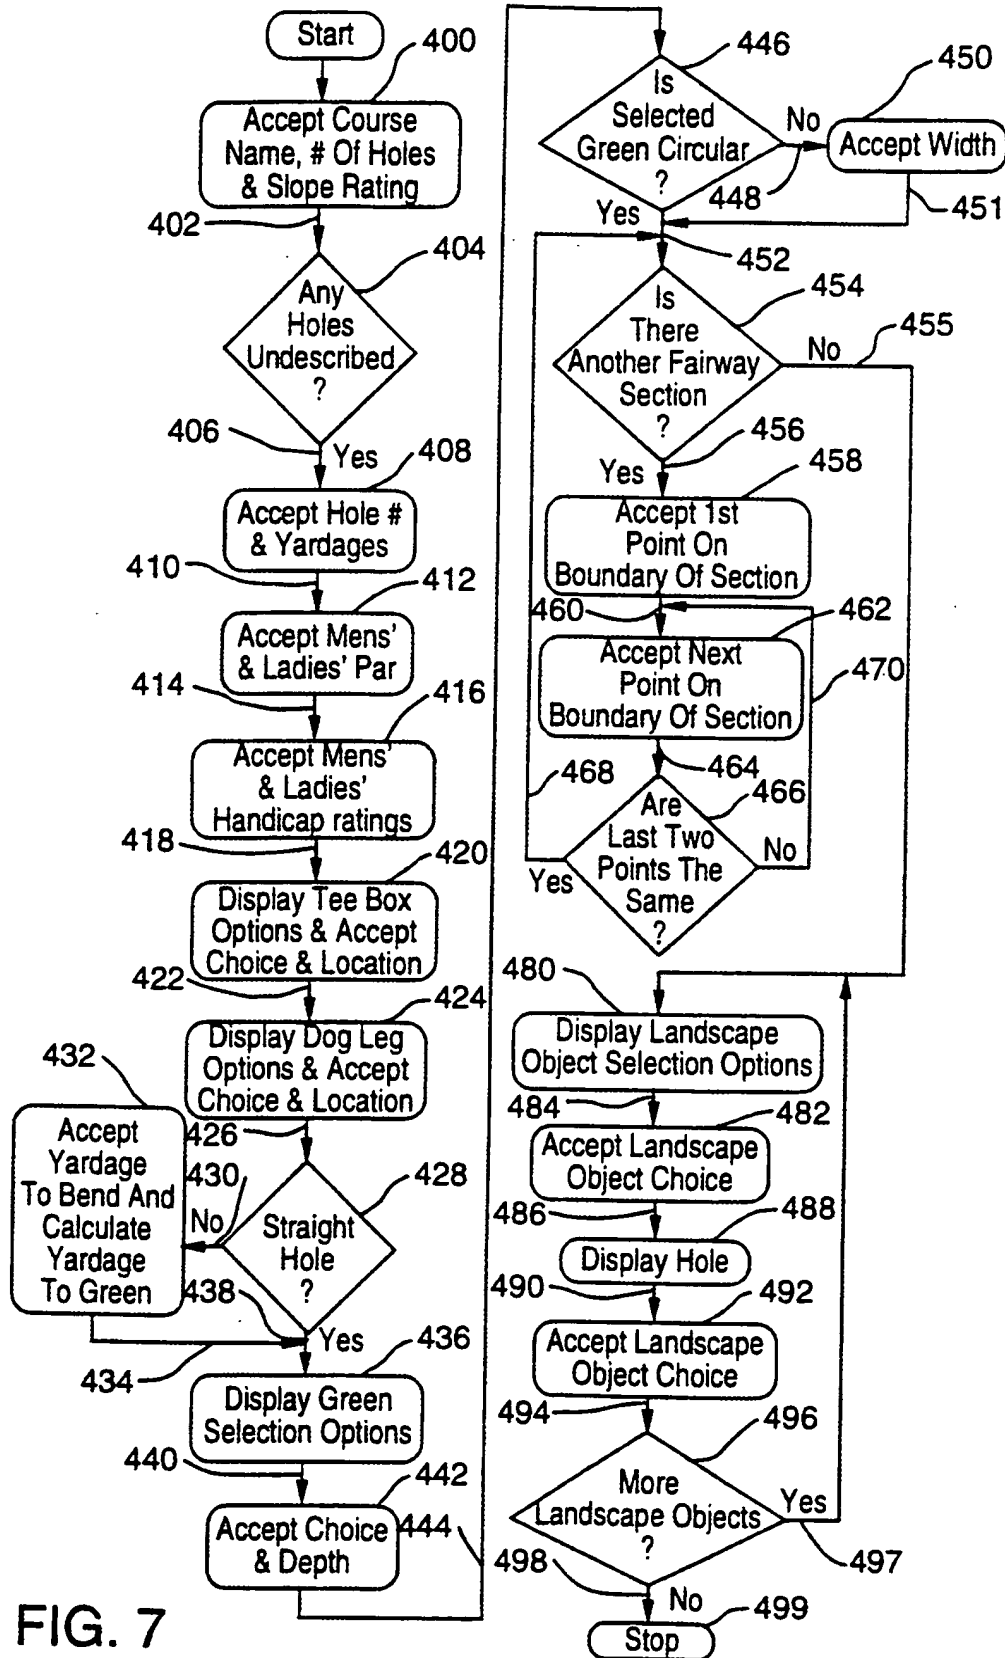 Start
400
Accept Course
Name, # Of Holes
& Slope Rating
402
404
Any
Holes
Undescribed
?
406
Yes
408
Accept Hole #
& Yardages
410
412
Accept Mens'
& Ladies' Par
414
416
Accept Mens'
& Ladies'
Handicap ratings
418
420
Display Tee Box
Options & Accept
Choice & Location
422
424
Display Dog Leg
Options & Accept
Choice & Location
426
428
Straight
Hole
?
430
No
432
Accept
Yardage
To Bend And
Calculate
Yardage
To Green
438
Yes
434
436
Display Green
Selection Options
440
442
Accept Choice
& Depth
444
446
Is
Selected
Green Circular
?
No
448
450
Accept Width
451
Yes
452
454
Is
There
Another Fairway
Section
?
No
455
456
Yes
458
Accept 1st
Point On
Boundary Of Section
460
462
Accept Next
Point On
Boundary Of Section
470
464
468
466
Are
Last Two
Points The
Same
?
Yes
No
480
Display Landscape
Object Selection Options
484
482
Accept Landscape
Object Choice
486
488
Display Hole
490
492
Accept Landscape
Object Choice
494
496
More
Landscape Objects
?
Yes
497
498
No
499
Stop
FIG. 7